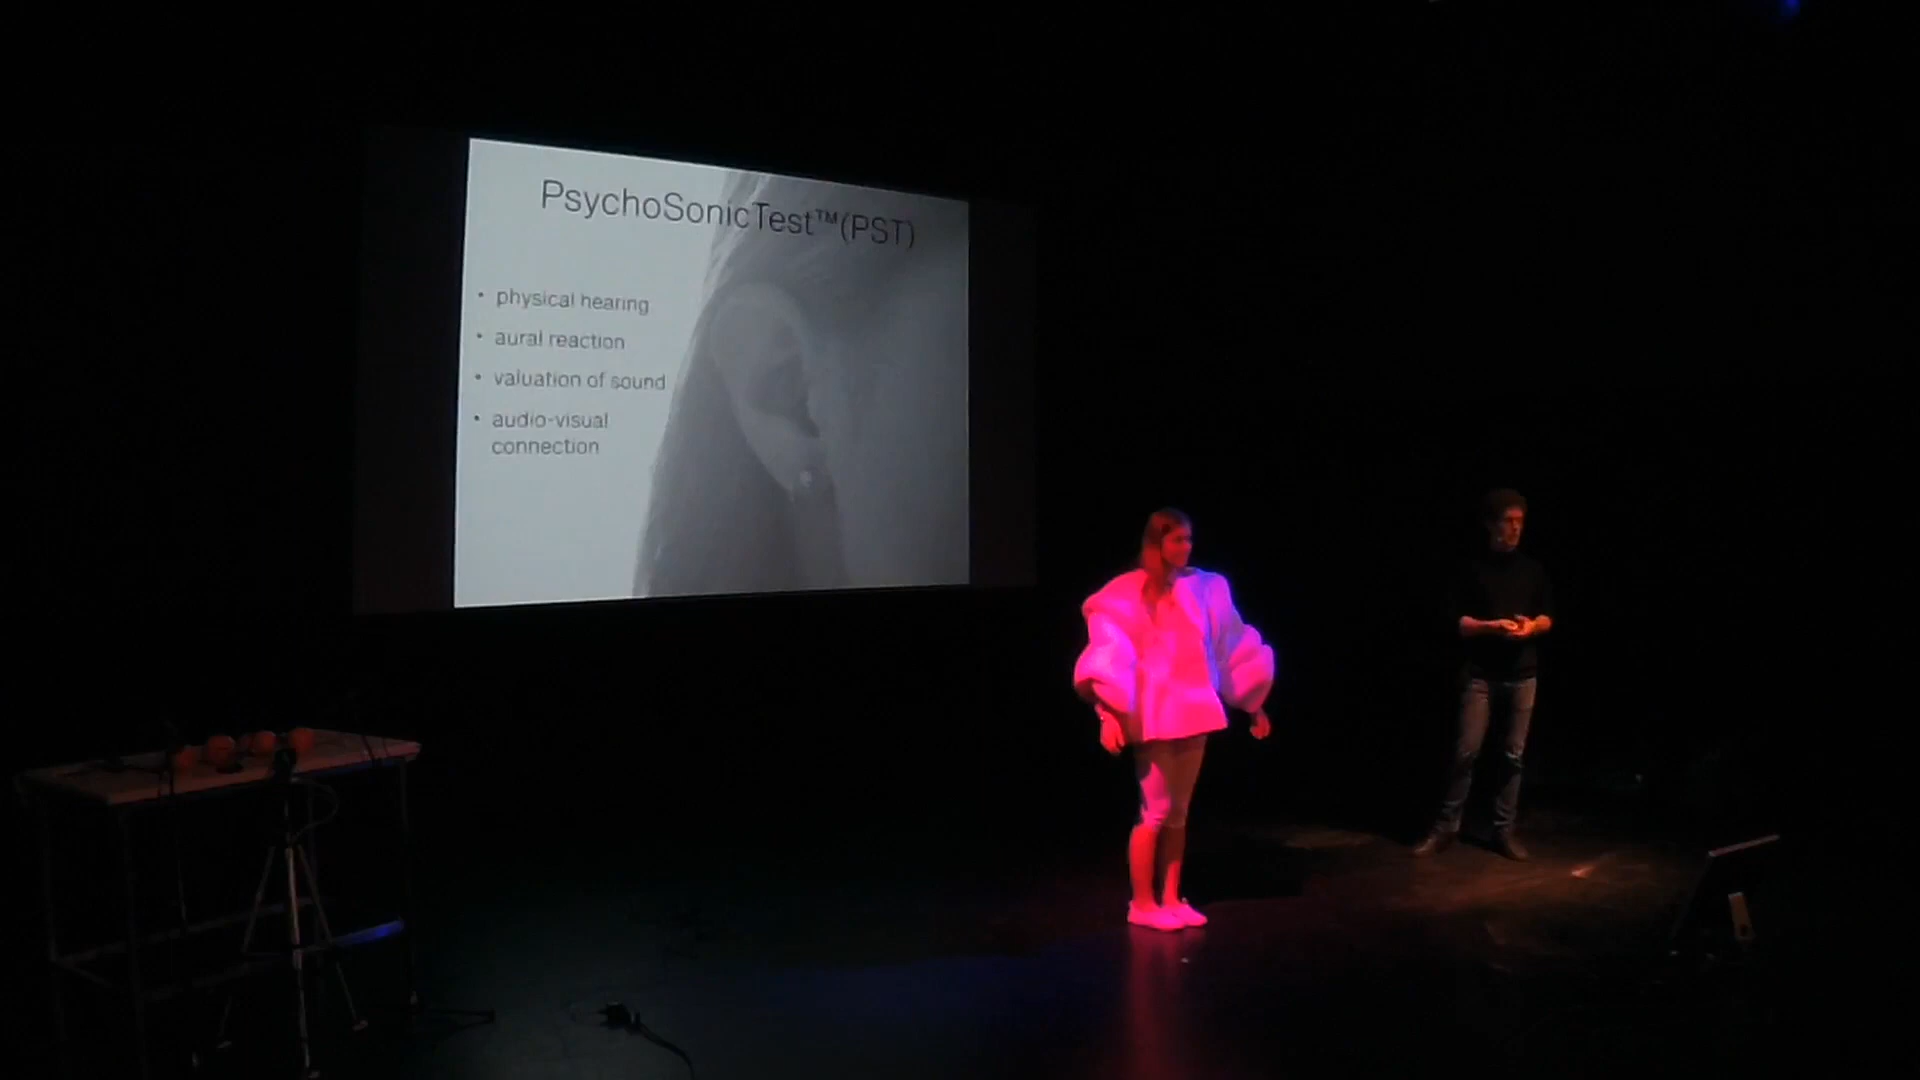 PsychoSonicTest™(PST)
• physical hearing
• aural reaction
• valuation of sound
• audio-visual
connection